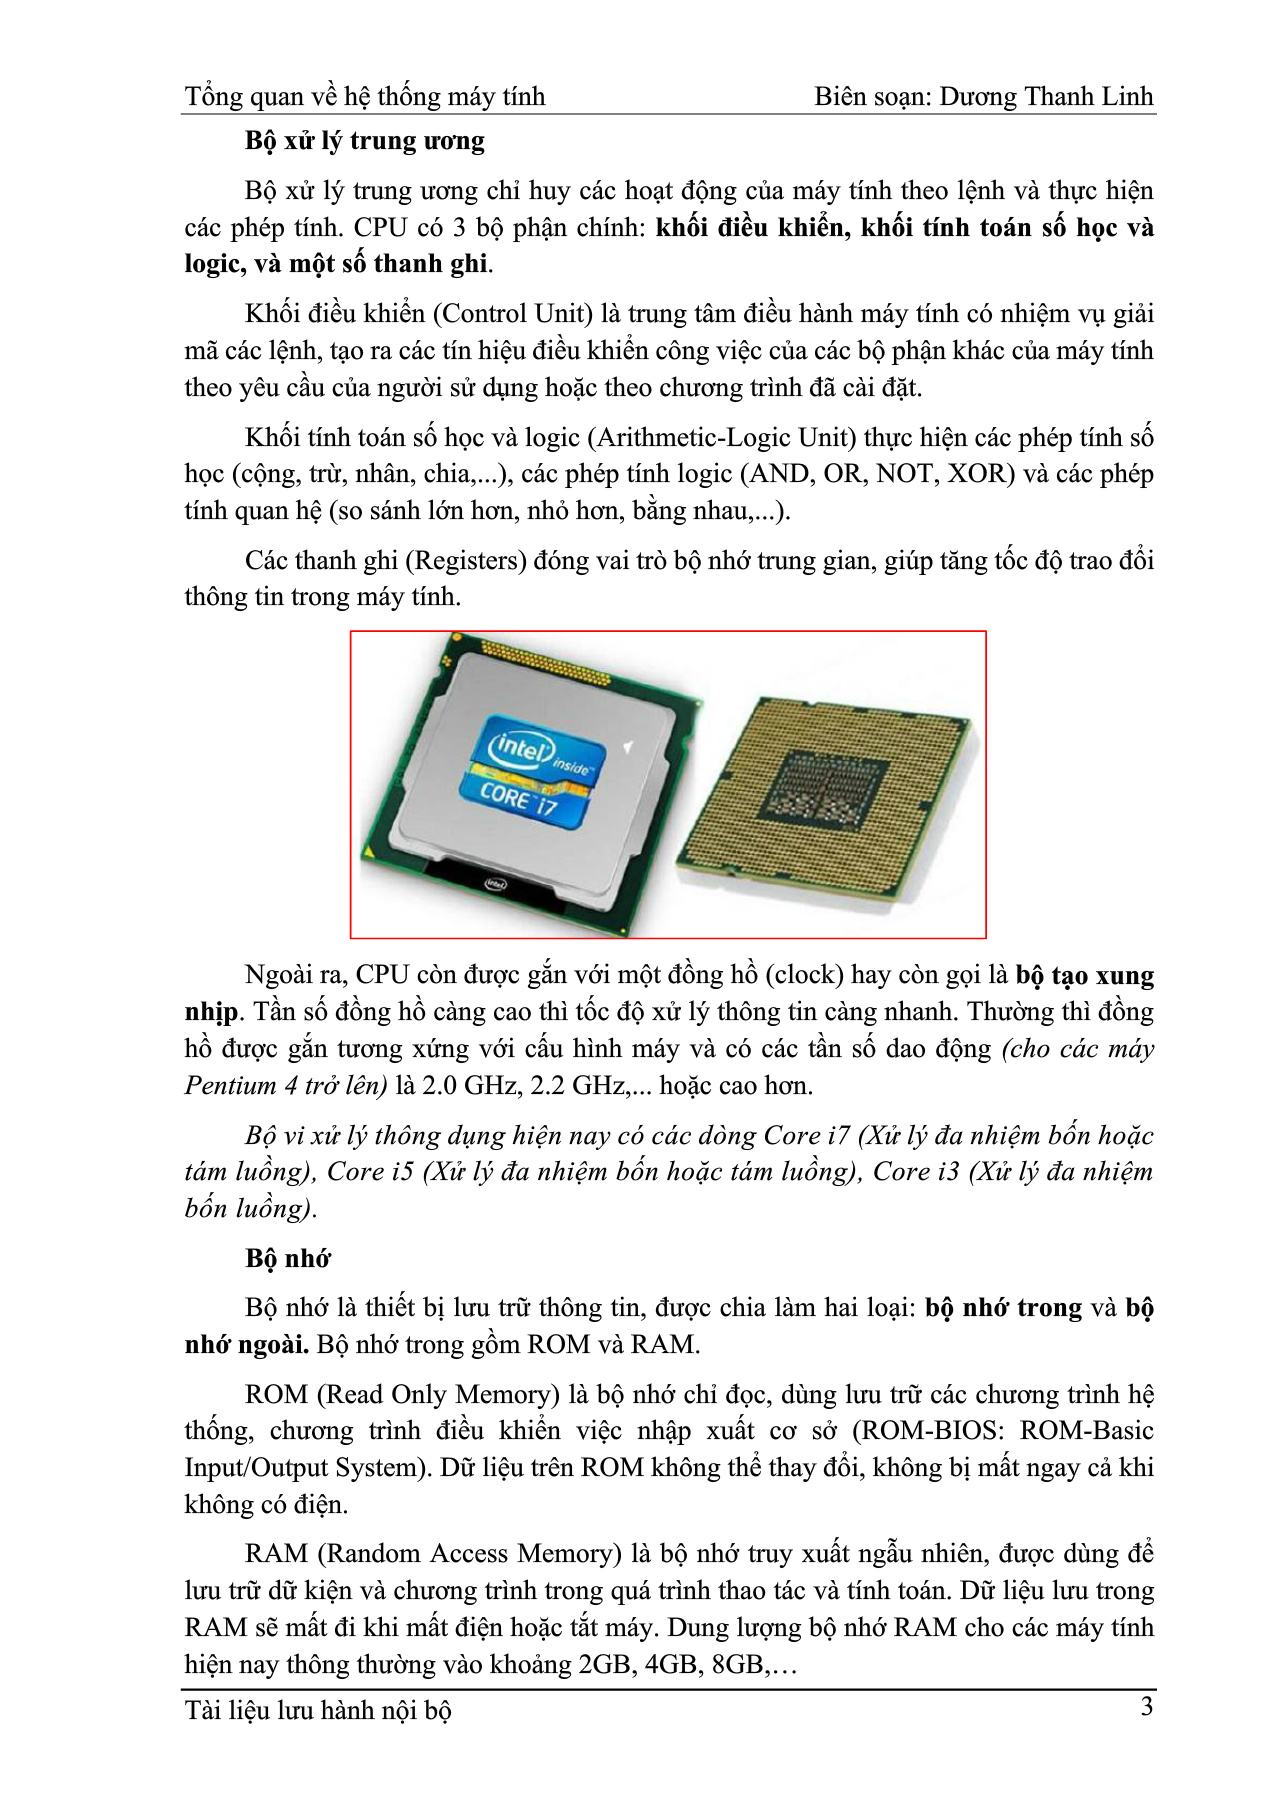 Tổng quan về hệ thống máy tính Biên soạn: Dương Thanh Linh
Bộ xử lý trung ương
Bộ xử lý trung ương chỉ huy các hoạt động của máy tính theo lệnh và thực hiện
các phép tính. CPU có 3 bộ phận chính: khối điều khiển, khối tính toán số học và
logic, và một số thanh ghi.
Khối điều khiển (Control Unit) là trung tâm điều hành máy tính có nhiệm vụ giải
mã các lệnh, tạo ra các tín hiệu điều khiển công việc của các bộ phận khác của máy tính
theo yêu cầu của người sử dụng hoặc theo chương trình đã cài đặt.
Khối tính toán số học và logic (Arithmetic-Logic Unit) thực hiện các phép tính số
học (cộng, trừ, nhân, chia,...), các phép tính logic (AND, OR, NOT, XOR) và các phép
tính quan hệ (so sánh lớn hơn, nhỏ hơn, bằng nhau,...).
Các thanh ghi (Registers) đóng vai trò bộ nhớ trung gian, giúp tăng tốc độ trao đổi
thông tin trong máy tính.
intel inside™
CORE™ i7
intel
Ngoài ra, CPU còn được gắn với một đồng hồ (clock) hay còn gọi là bộ tạo xung
nhịp. Tần số đồng hồ càng cao thì tốc độ xử lý thông tin càng nhanh. Thường thì đồng
hồ được gắn tương xứng với cấu hình máy và có các tần số dao động (cho các máy
Pentium 4 trở lên) là 2.0 GHz, 2.2 GHz,... hoặc cao hơn.
Bộ vi xử lý thông dụng hiện nay có các dòng Core i7 (Xử lý đa nhiệm bốn hoặc
tám luồng), Core i5 (Xử lý đa nhiệm bốn hoặc tám luồng), Core i3 (Xử lý đa nhiệm
bốn luồng).
Bộ nhớ
Bộ nhớ là thiết bị lưu trữ thông tin, được chia làm hai loại: bộ nhớ trong và bộ
nhớ ngoài. Bộ nhớ trong gồm ROM và RAM.
ROM (Read Only Memory) là bộ nhớ chỉ đọc, dùng lưu trữ các chương trình hệ
thống, chương trình điều khiển việc nhập xuất cơ sở (ROM-BIOS: ROM-Basic
Input/Output System). Dữ liệu trên ROM không thể thay đổi, không bị mất ngay cả khi
không có điện.
RAM (Random Access Memory) là bộ nhớ truy xuất ngẫu nhiên, được dùng để
lưu trữ dữ kiện và chương trình trong quá trình thao tác và tính toán. Dữ liệu lưu trong
RAM sẽ mất đi khi mất điện hoặc tắt máy. Dung lượng bộ nhớ RAM cho các máy tính
hiện nay thông thường vào khoảng 2GB, 4GB, 8GB,…
Tài liệu lưu hành nội bộ 3